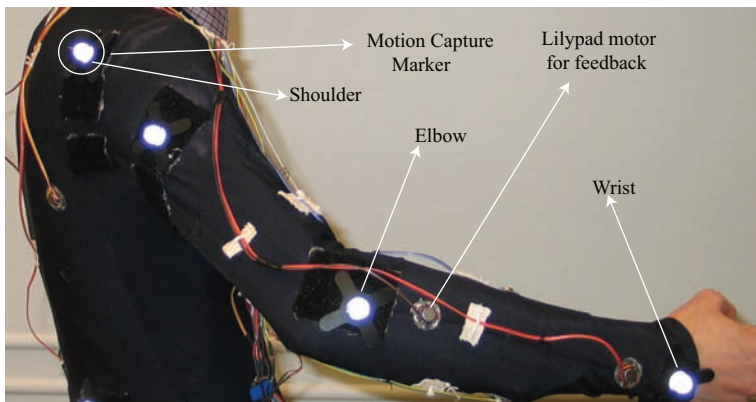 Motion Capture
Marker
Lilypad motor
for feedback
Shoulder
Elbow
Wrist